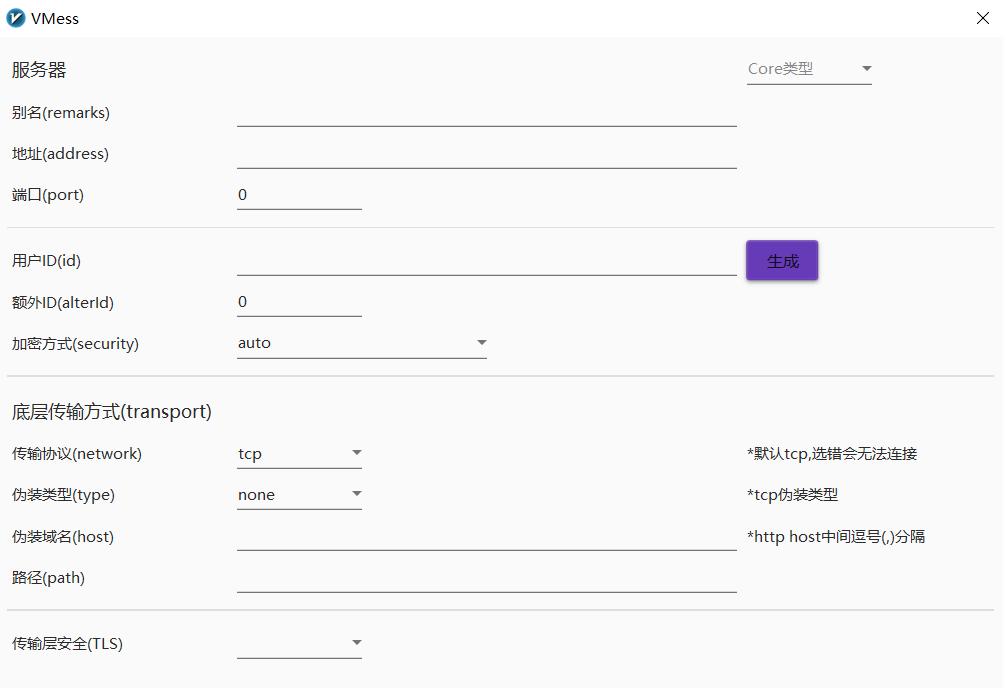 VMess
服务器 Core类型
别名(remarks)
地址(address)
端口(port) 0
用户ID(id) 生成
额外ID(alterId) 0
加密方式(security) auto
底层传输方式(transport)
传输协议(network) tcp *默认tcp,选错会无法连接
伪装类型(type) none *tcp伪装类型
伪装域名(host) *http host中间逗号(,)分隔
路径(path)
传输层安全(TLS)